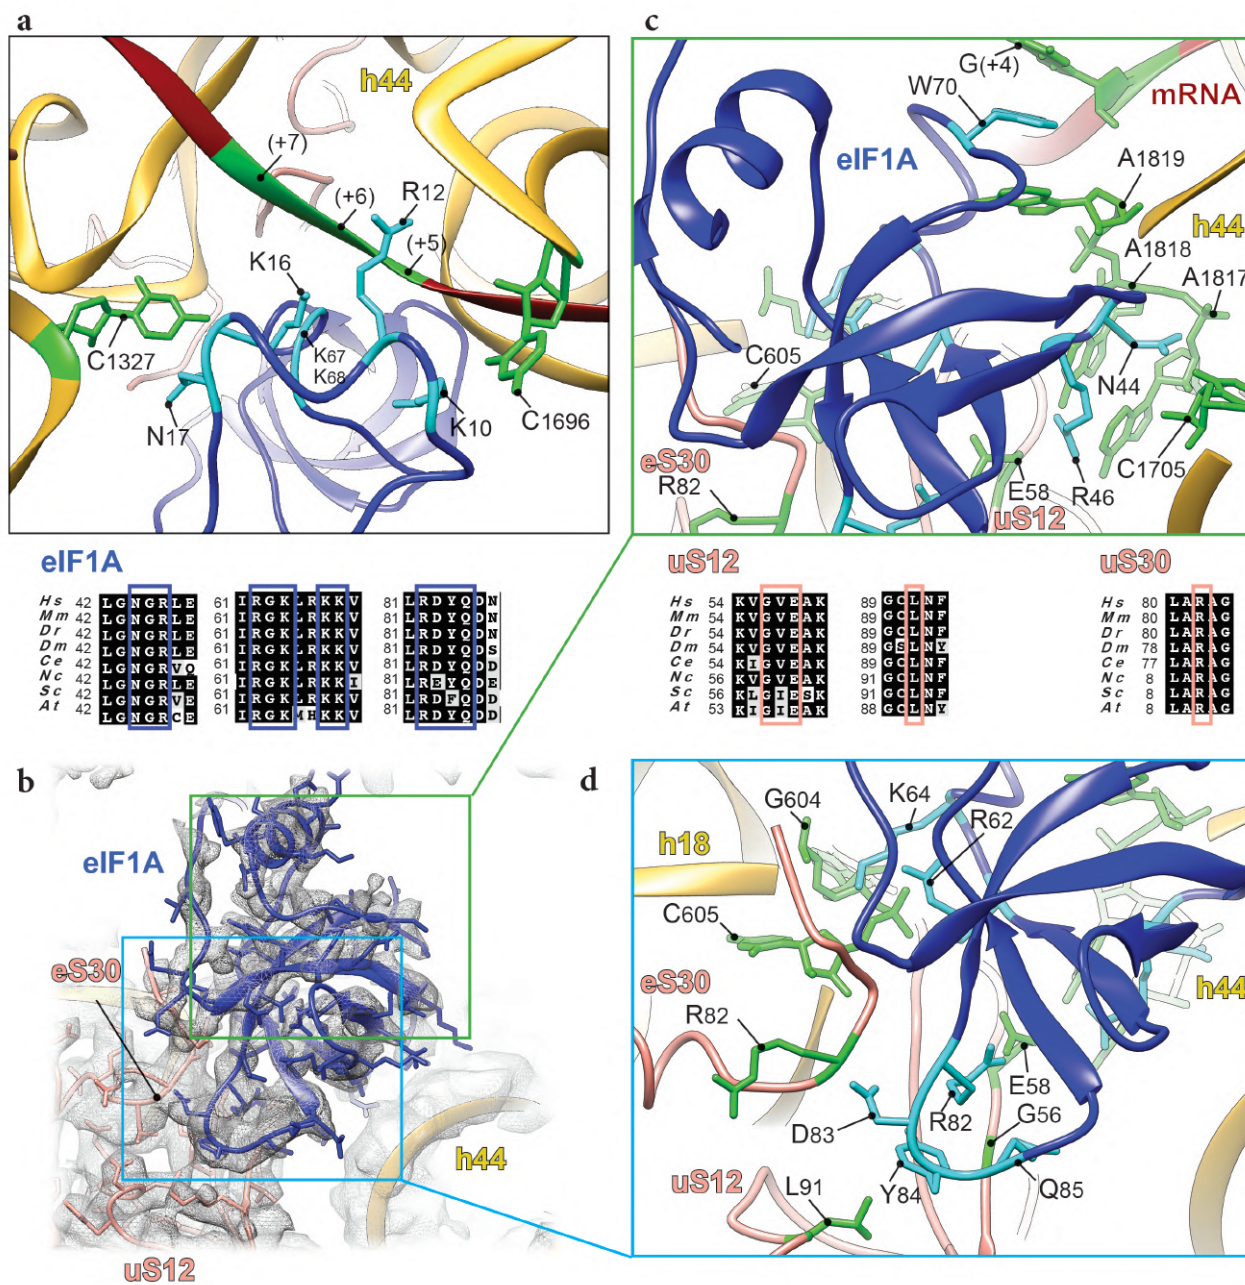 a
h44
(+7)
(+6)
R12
(+5)
K16
C1327
K67
K68
N17
K10
C1696
c
G(+4)
W70
mRNA
eIF1A
A1819
h44
A1818
A1817
C605
N44
eS30
C1705
R82
E58
R46
uS12
eIF1A
Hs 42 LGNGRLE 61 IRGKLRKKV 81 LRDYQDN
Mm 42 LGNGRLE 61 IRGKLRKKV 81 LRDYQDN
Dr 42 LGNGRLE 61 IRGKLRKKV 81 LRDYQDN
Dm 42 LGNGRLE 61 IRGKLRKKV 81 LRDYQDS
Ce 42 LGNGRVQ 61 IRGKLRKKV 81 LRDYQDN
Nc 42 LGNGRLE 61 IRGKLRKKI 81 LREYQDE
Sc 42 LGNGRVE 61 IRGKLRKKV 81 LRDFQDD
At 42 LGNGRCE 61 IRGKMHKKV 81 LRDYQDD
uS12
Hs 54 KVGVEAK 89 GCLNF
Mm 54 KVGVEAK 89 GCLNF
Dr 54 KVGVEAK 89 GCLNF
Dm 54 KVGVEAK 89 GSLNY
Ce 54 KIGVEAK 89 GCLNF
Nc 56 KVGVEAK 91 GCLNF
Sc 56 KLGIESK 91 GCLNF
At 53 KIGIEAK 88 GCLNY
uS30
Hs 80 LARAG
Mm 80 LARAG
Dr 80 LARAG
Dm 78 LARAG
Ce 77 LARAG
Nc 8 LARAG
Sc 8 LARAG
At 8 LARAG
b
eIF1A
eS30
h44
uS12
d
G604
K64
R62
h18
C605
eS30
h44
R82
E58
R82
G56
D83
uS12
L91
Y84
Q85